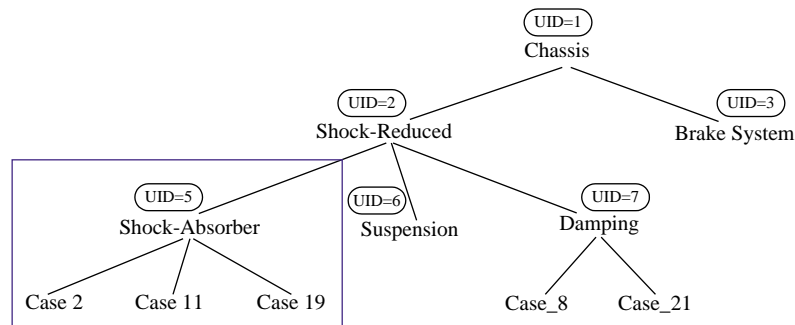 UID=1
Chassis
UID=2
UID=3
Shock-Reduced
Brake System
UID=5
UID=6
UID=7
Shock-Absorber
Suspension
Damping
Case 2
Case 11
Case 19
Case_8
Case_21